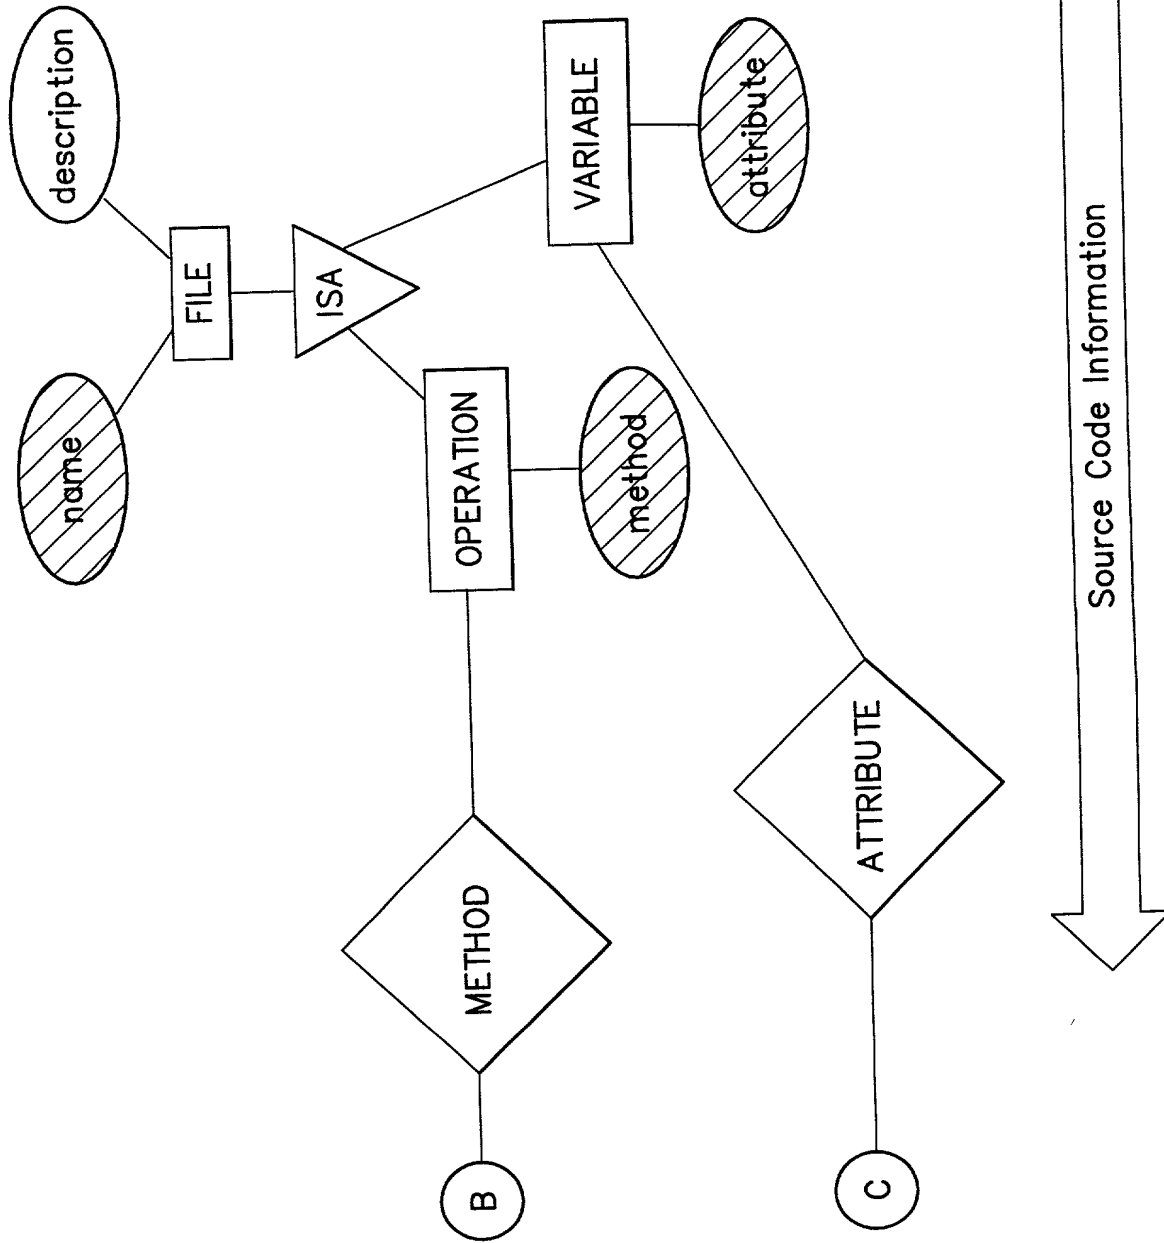 name
description
FILE
ISA
OPERATION
VARIABLE
method
attribute
METHOD
ATTRIBUTE
B
C
Source Code Information